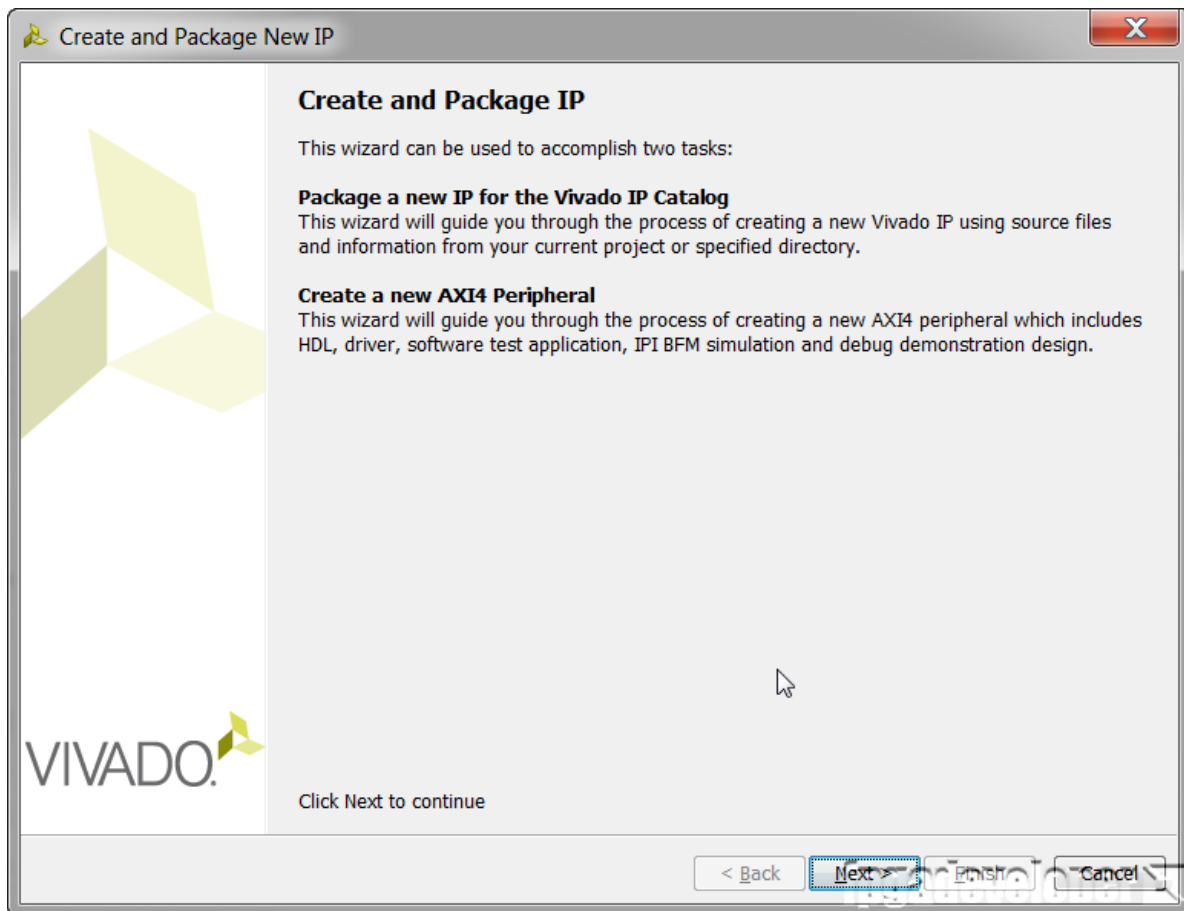 Create and Package New IP
Create and Package IP
This wizard can be used to accomplish two tasks:
Package a new IP for the Vivado IP Catalog
This wizard will guide you through the process of creating a new Vivado IP using source files
and information from your current project or specified directory.
Create a new AXI4 Peripheral
This wizard will guide you through the process of creating a new AXI4 peripheral which includes
HDL, driver, software test application, IPI BFM simulation and debug demonstration design.
VIVADO.
Click Next to continue
< Back Next > Finish Cancel
fpgadeveloper